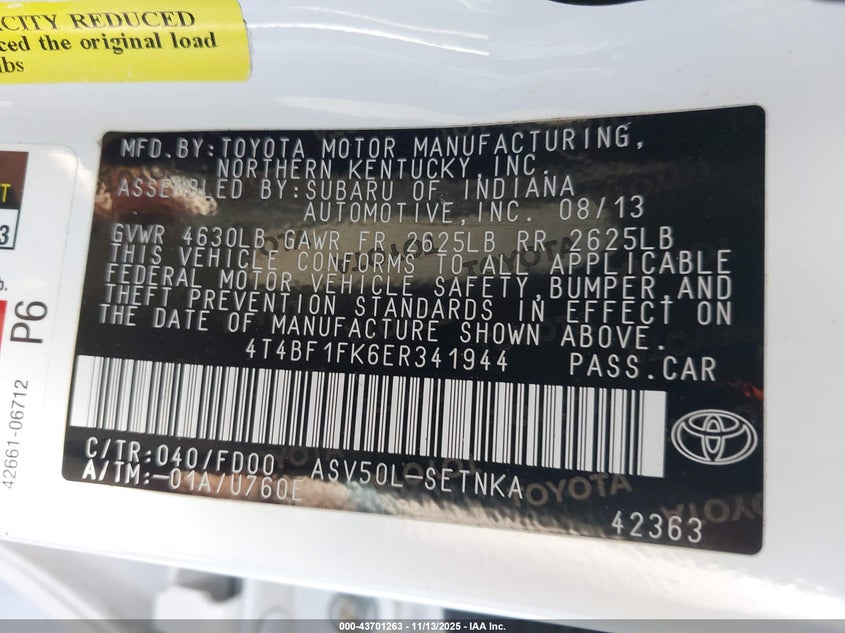 CITY REDUCED
ced the original load
lbs
MFD.BY:TOYOTA MOTOR MANUFACTURING,
NORTHERN KENTUCKY,INC.
ASSEMBLED BY:SUBARU OF INDIANA
AUTOMOTIVE,INC. 08/13
GVWR 4630LB GAWR FR 2625LB RR 2625LB
THIS VEHICLE CONFORMS TO ALL APPLICABLE
FEDERAL MOTOR VEHICLE SAFETY,BUMPER,AND
THEFT PREVENTION STANDARDS IN EFFECT ON
THE DATE OF MANUFACTURE SHOWN ABOVE.
4T4BF1FK6ER341944 PASS.CAR
C/TR:040/FD00 ASV50L-SETNKA
A/TM:-01A/U760E
42363
TOYOTA
P6
42661-06712
000-43701263 - 11/13/2025 - IAA Inc.